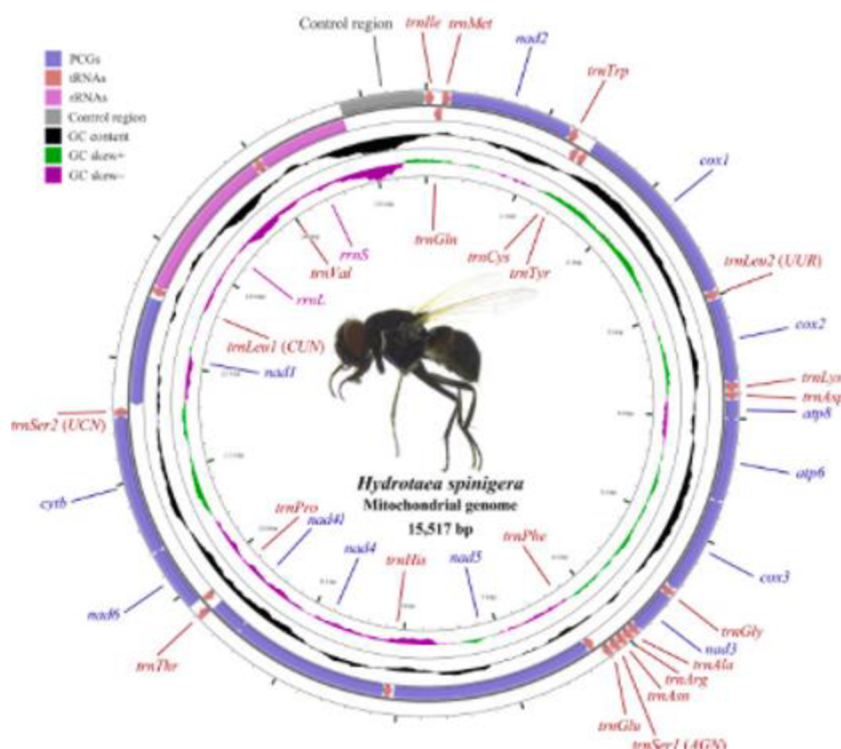 Control region
trnIle
trnMet
nad2
trnTrp
PCGs
tRNAs
rRNAs
Control region
GC content
GC skew+
GC skew-
cox1
trnGln
trnCys
trnTyr
rrnS
trnVal
rrnL
trnLeu2 (UUR)
cox2
trnLeu1 (CUN)
nad1
trnLys
trnAsp
atp8
trnSer2 (UCN)
cytb
atp6
Hydrotaea spinigera
Mitochondrial genome
15,517 bp
trnPro
nad4l
nad4
trnHis
nad5
trnPhe
cox3
nad6
trnThr
trnGly
nad3
trnAla
trnArg
trnAsn
trnGlu
trnSer1 (AGN)